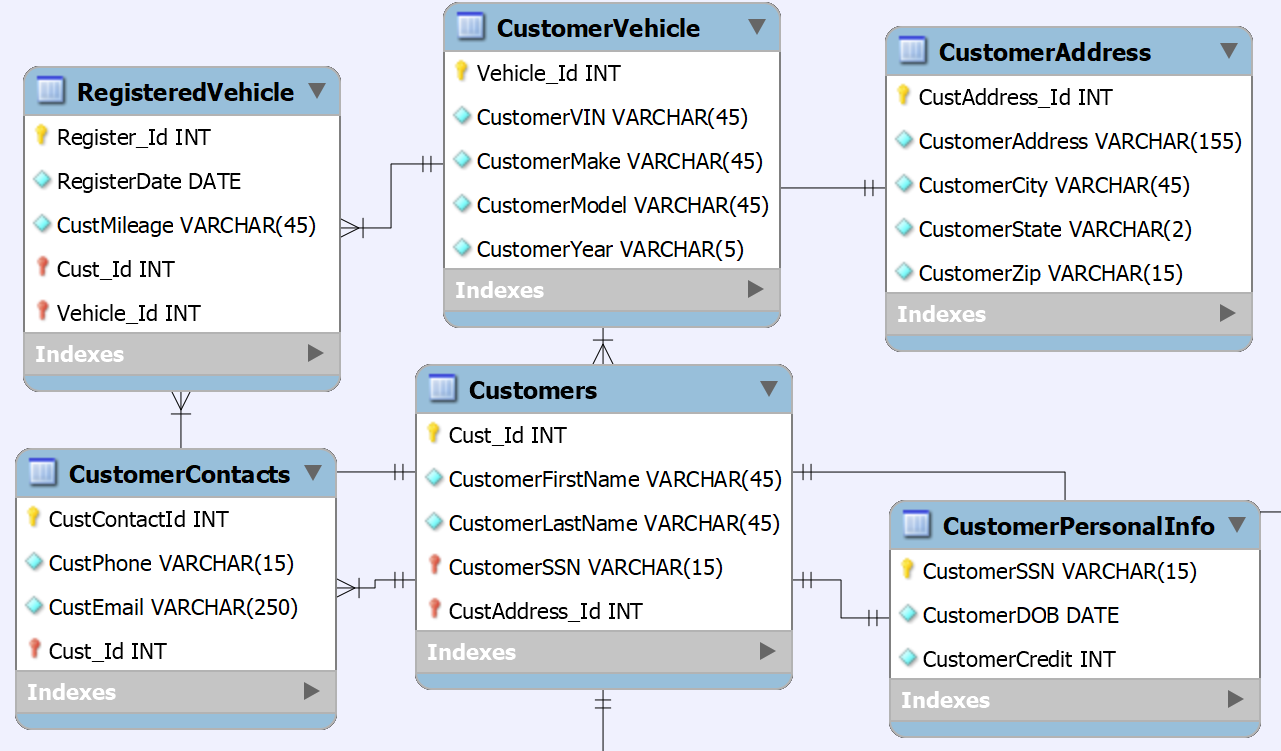 RegisteredVehicle
Register_Id INT
RegisterDate DATE
CustMileage VARCHAR(45)
Cust_Id INT
Vehicle_Id INT
Indexes
CustomerVehicle
Vehicle_Id INT
CustomerVIN VARCHAR(45)
CustomerMake VARCHAR(45)
CustomerModel VARCHAR(45)
CustomerYear VARCHAR(5)
Indexes
CustomerAddress
CustAddress_Id INT
CustomerAddress VARCHAR(155)
CustomerCity VARCHAR(45)
CustomerState VARCHAR(2)
CustomerZip VARCHAR(15)
Indexes
CustomerContacts
CustContactId INT
CustPhone VARCHAR(15)
CustEmail VARCHAR(250)
Cust_Id INT
Indexes
Customers
Cust_Id INT
CustomerFirstName VARCHAR(45)
CustomerLastName VARCHAR(45)
CustomerSSN VARCHAR(15)
CustAddress_Id INT
Indexes
CustomerPersonalInfo
CustomerSSN VARCHAR(15)
CustomerDOB DATE
CustomerCredit INT
Indexes